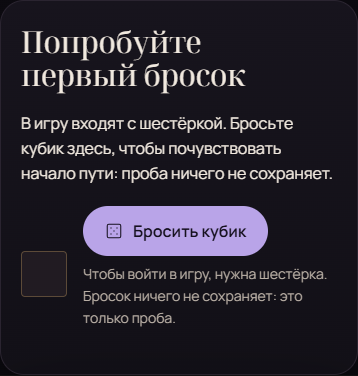 Попробуйте
первый бросок
В игру входят с шестёркой. Бросьте
кубик здесь, чтобы почувствовать
начало пути: проба ничего не сохраняет.
Бросить кубик
Чтобы войти в игру, нужна шестёрка.
Бросок ничего не сохраняет: это
только проба.